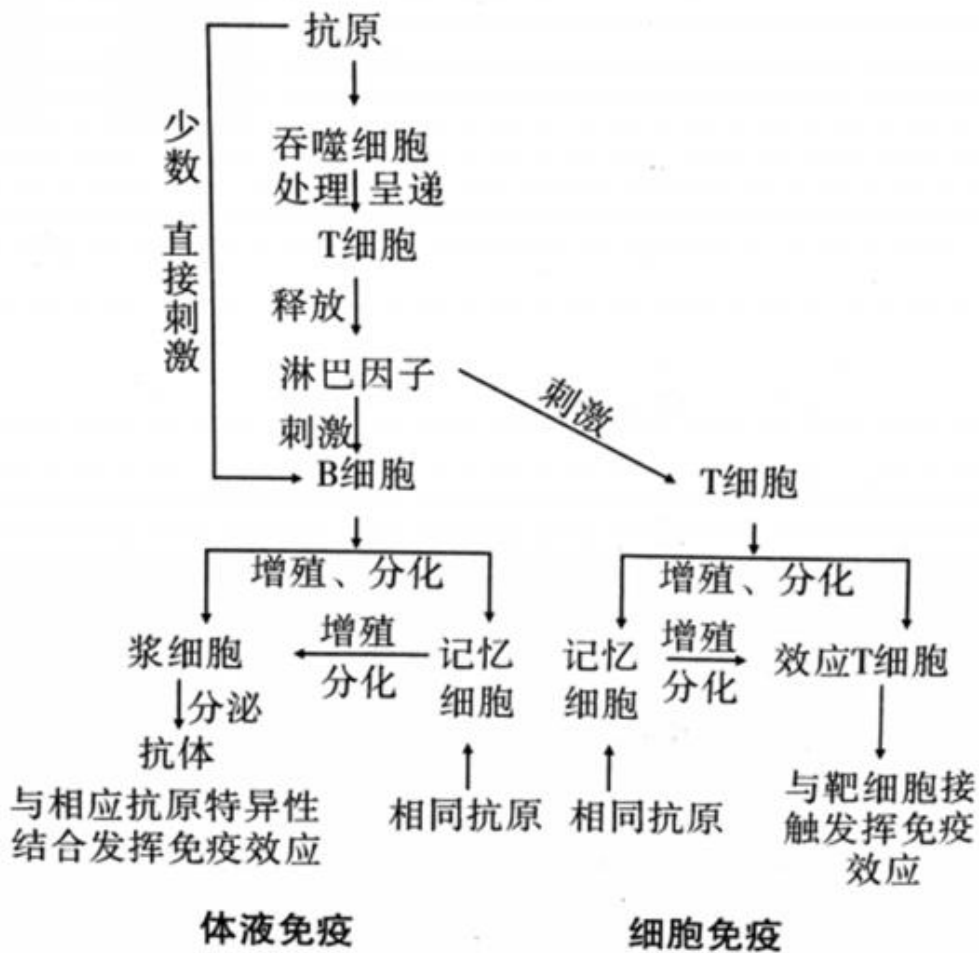 抗原
少数 直接刺激
吞噬细胞
处理 呈递
T细胞
释放
淋巴因子
刺激
刺激
B细胞
T细胞
增殖、分化
增殖、分化
浆细胞
增殖
分化
记忆
细胞
记忆
细胞
增殖
分化
效应T细胞
分泌
抗体
与相应抗原特异性
结合发挥免疫效应
相同抗原
相同抗原
与靶细胞接
触发挥免疫
效应
体液免疫
细胞免疫